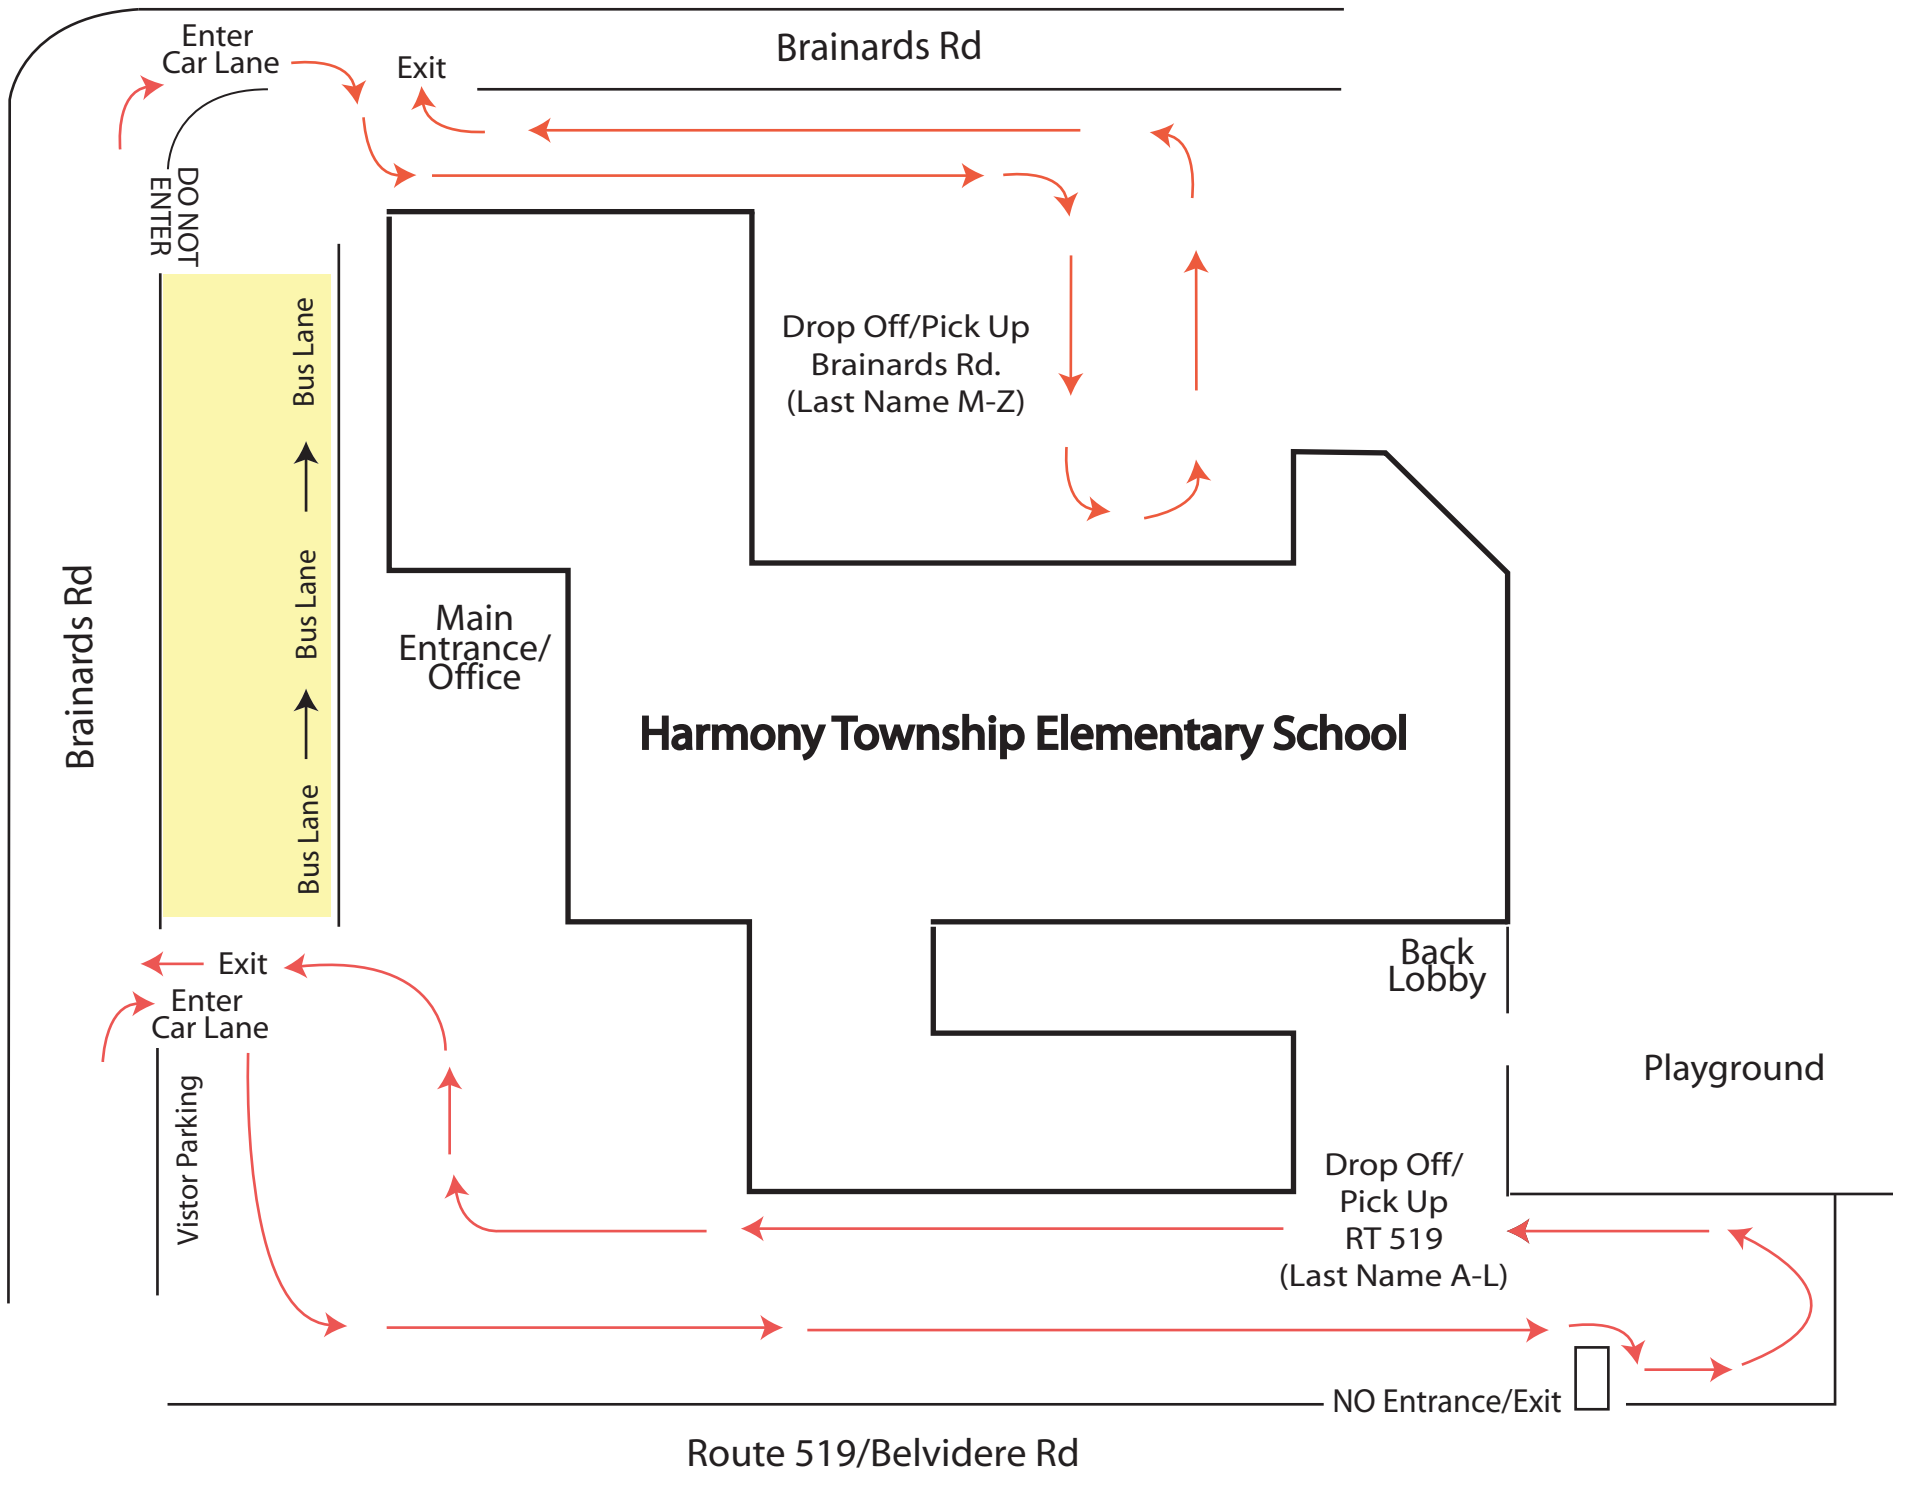 Enter
Car Lane
Exit
Brainards Rd
DO NOT
ENTER
Bus Lane
Bus Lane
Bus Lane
Brainards Rd
Drop Off/Pick Up
Brainards Rd.
(Last Name M-Z)
Main
Entrance/
Office
Harmony Township Elementary School
Back
Lobby
Exit
Enter
Car Lane
Vistor Parking
Playground
Drop Off/
Pick Up
RT 519
(Last Name A-L)
NO Entrance/Exit
Route 519/Belvidere Rd